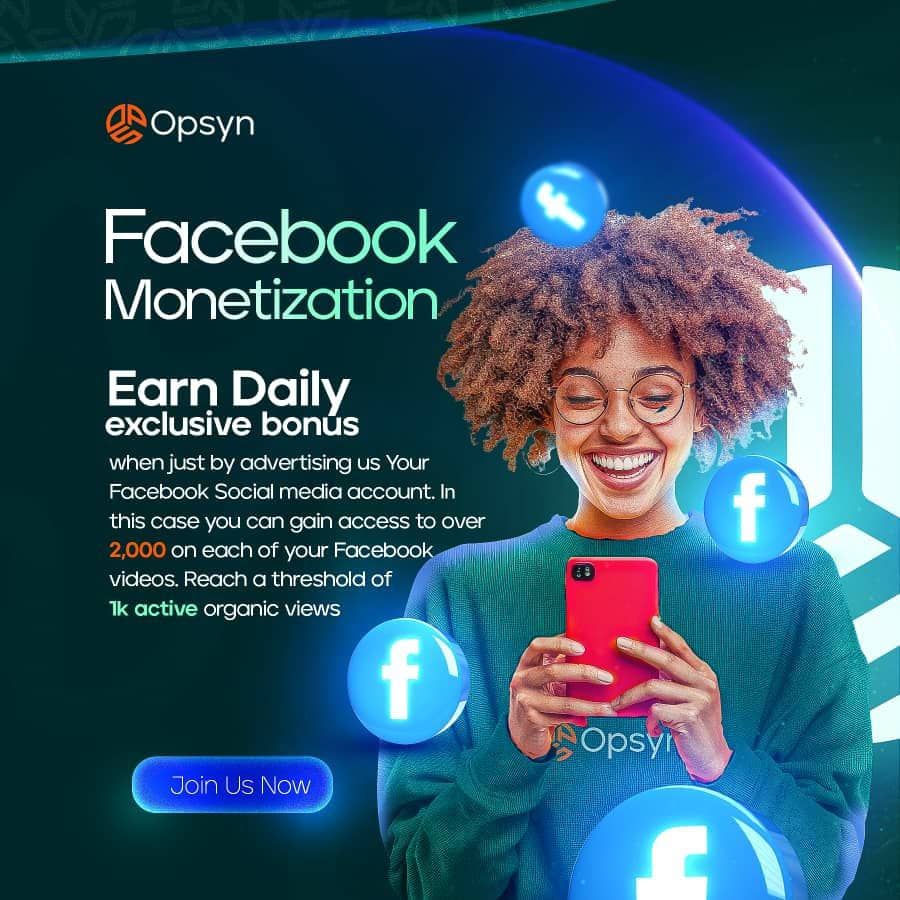 Opsyn
Facebook
Monetization
Earn Daily
exclusive bonus
when just by advertising us Your
Facebook Social media account. In
this case you can gain access to over
2,000 on each of your Facebook
videos. Reach a threshold of
1k active organic views
Opsyn
Join Us Now